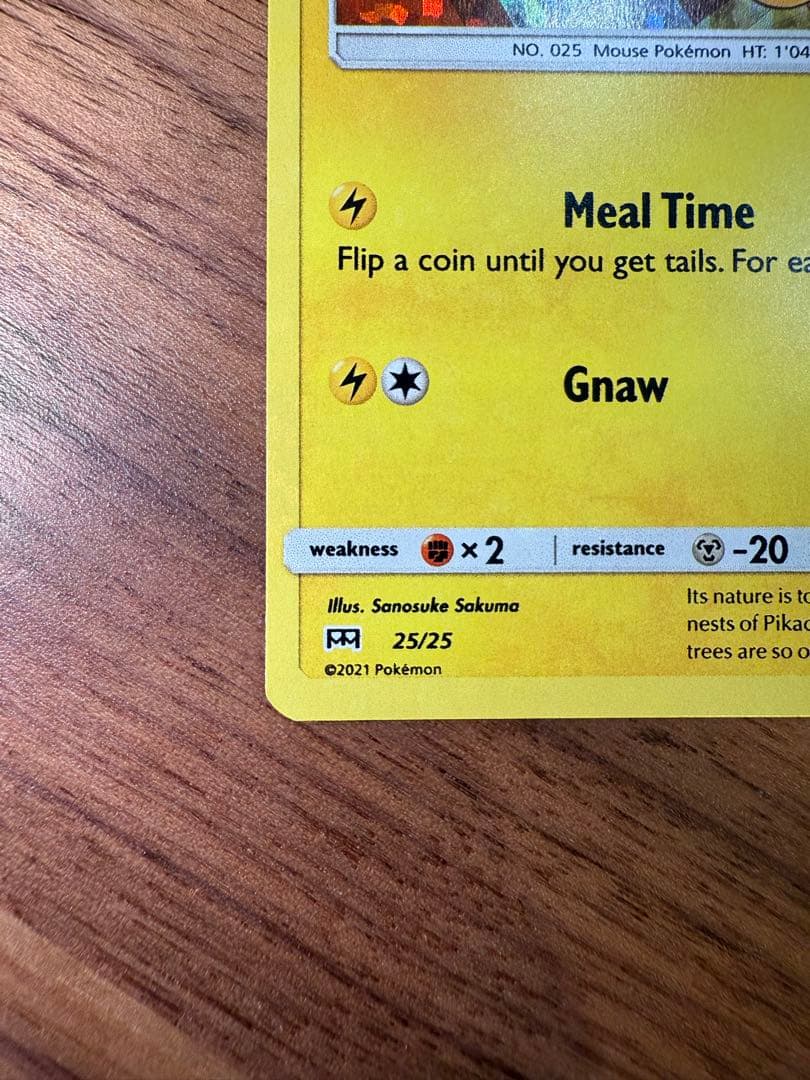 NO. 025 Mouse Pokémon HT: 1'04
Meal Time
Flip a coin until you get tails. For ea
Gnaw
weakness ×2 resistance -20
Illus. Sanosuke Sakuma
25/25
©2021 Pokémon
Its nature is to
nests of Pikac
trees are so o